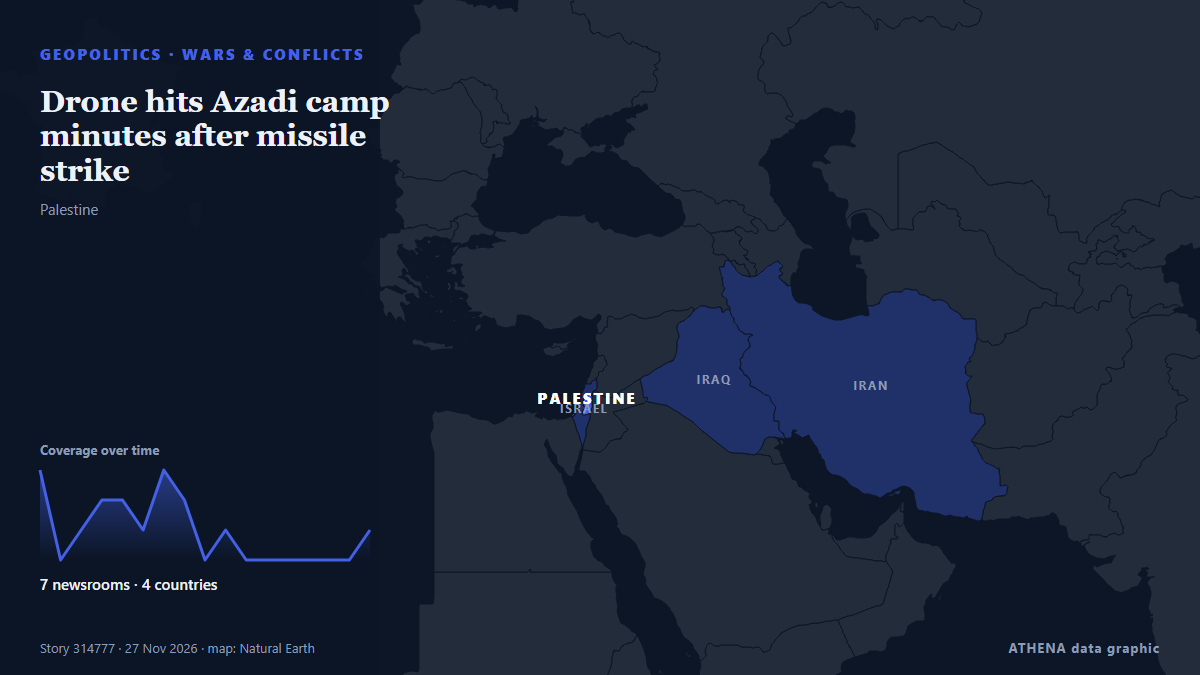 GEOPOLITICS · WARS & CONFLICTS
Drone hits Azadi camp
minutes after missile
strike
Palestine
IRAQ
IRAN
PALESTINE
ISRAEL
Coverage over time
7 newsrooms · 4 countries
Story 314777 · 27 Nov 2026 · map: Natural Earth
ATHENA data graphic